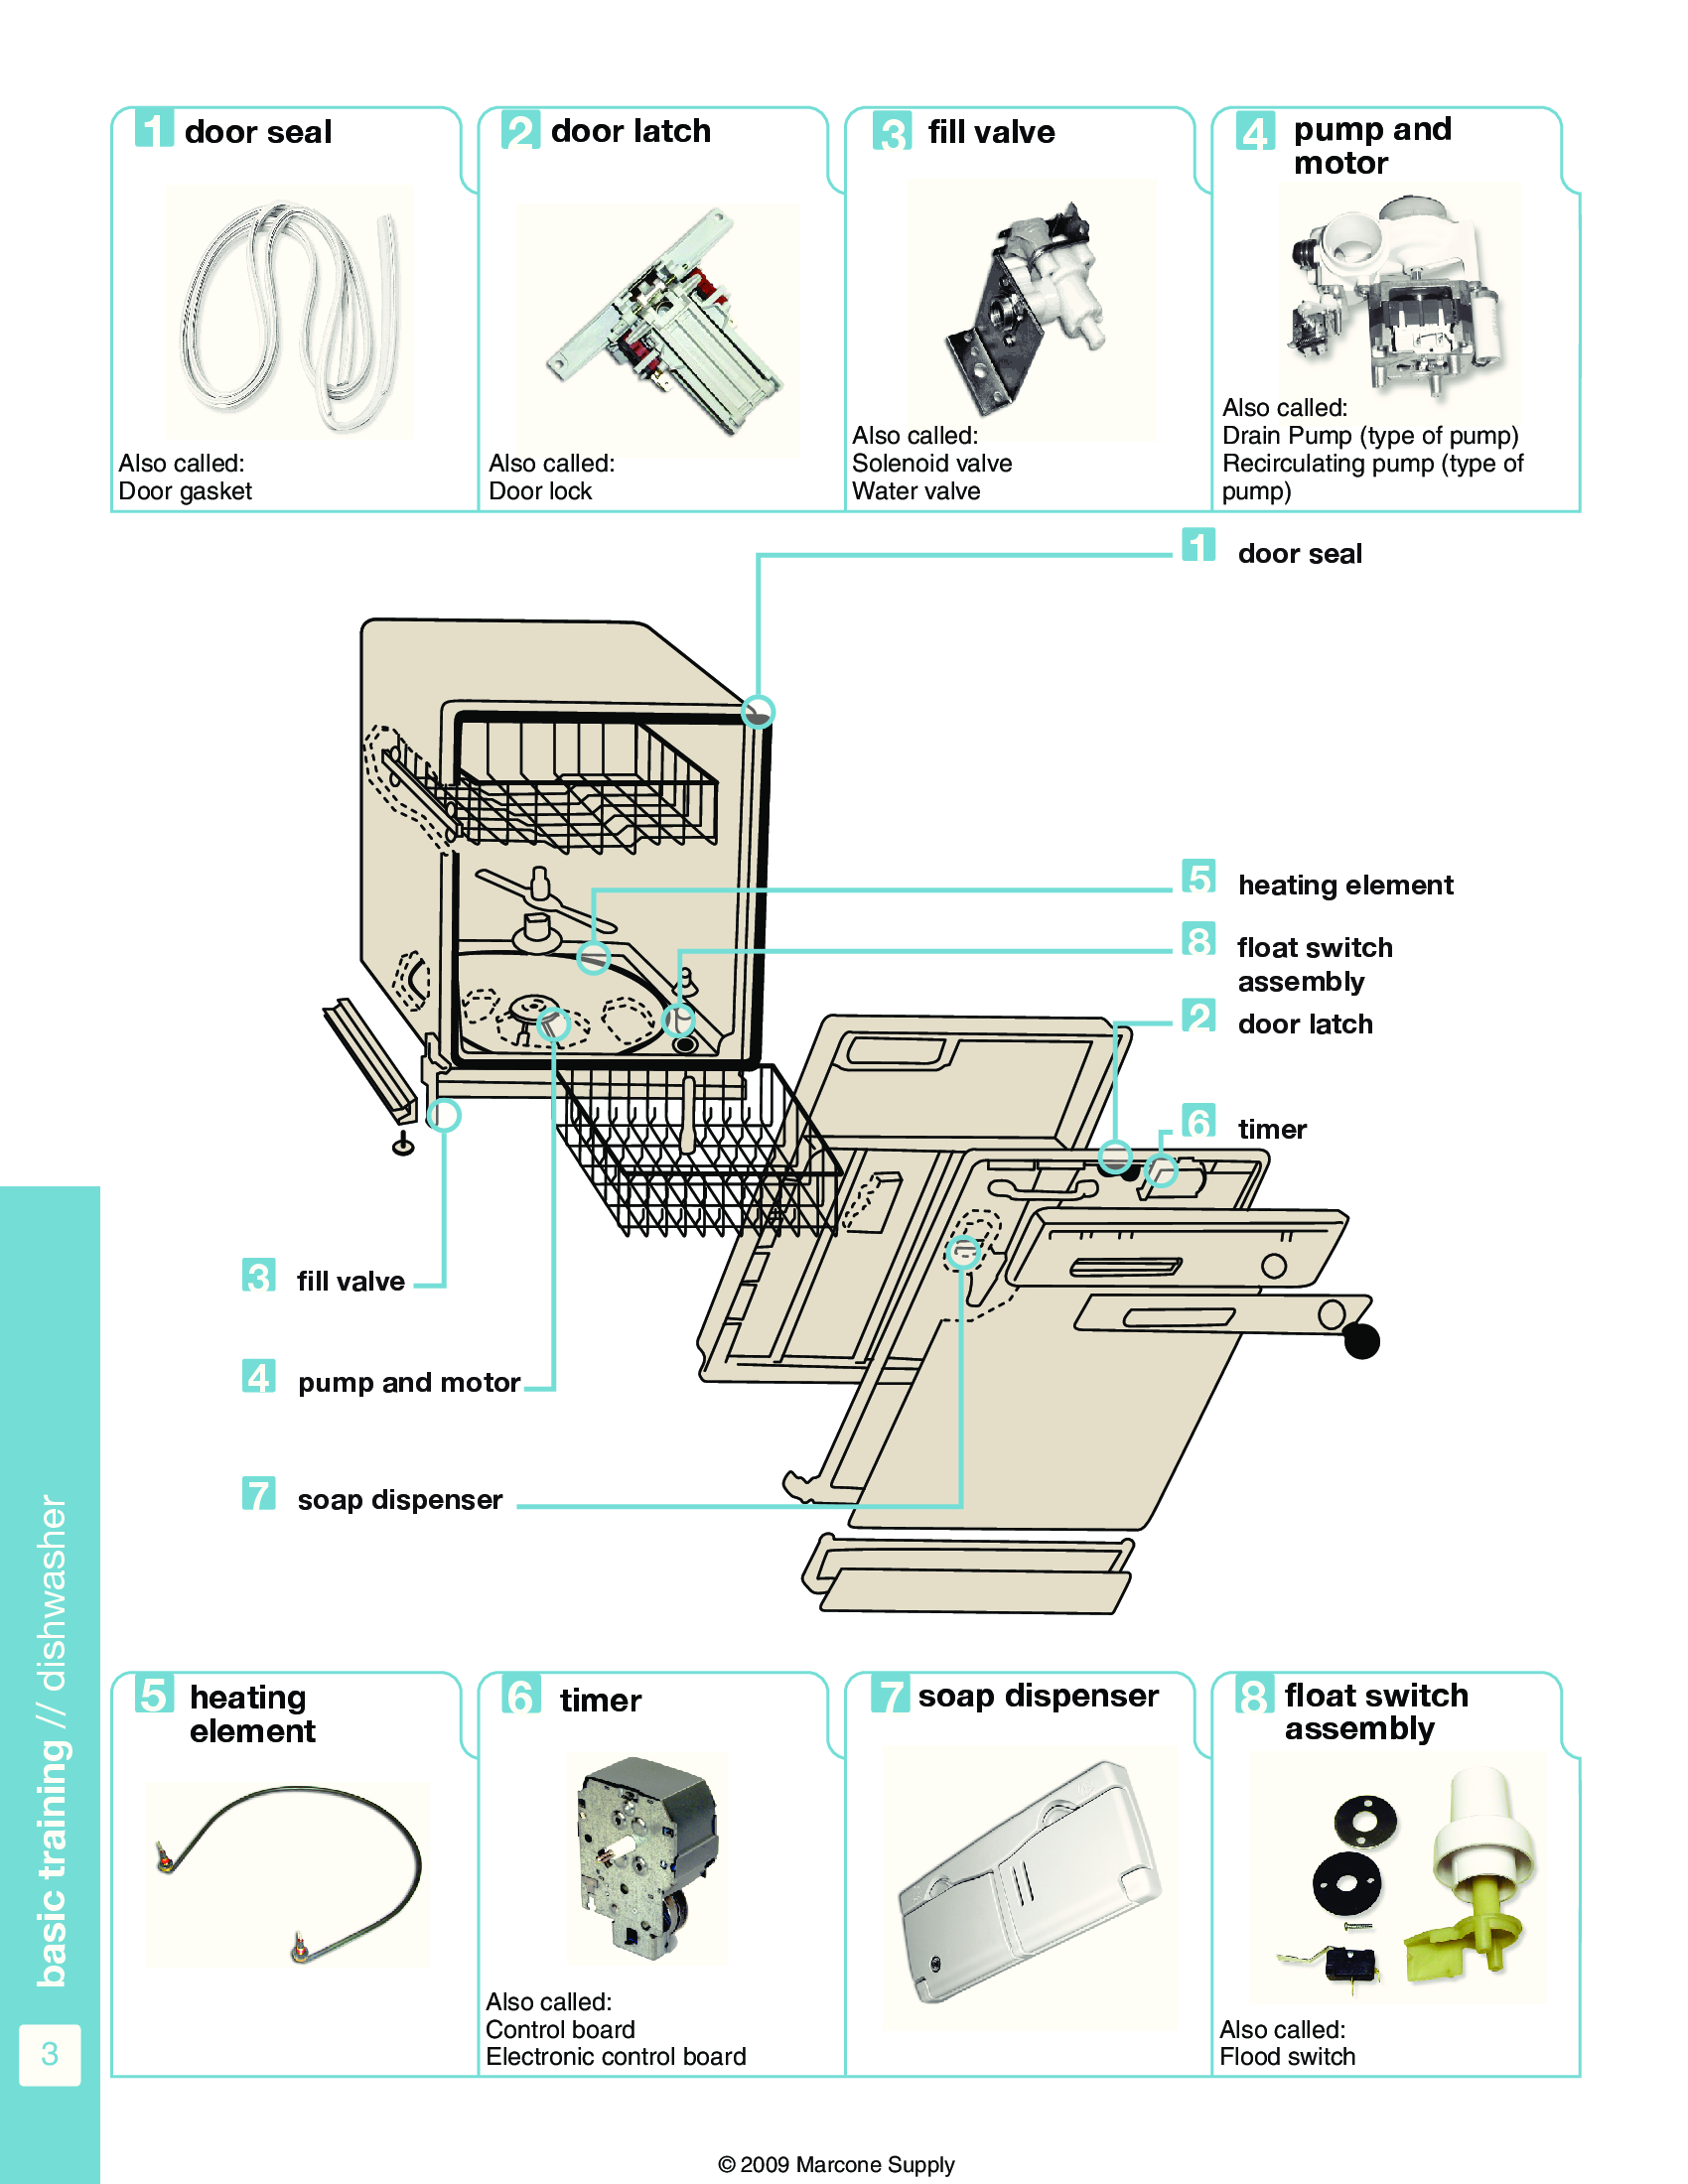 1 door seal
Also called:
Door gasket
2 door latch
Also called:
Door lock
3 fill valve
Also called:
Solenoid valve
Water valve
4 pump and
motor
Also called:
Drain Pump (type of pump)
Recirculating pump (type of
pump)
1 door seal
5 heating element
8 float switch
assembly
2 door latch
6 timer
3 fill valve
4 pump and motor
7 soap dispenser
5 heating
element
6 timer
Also called:
Control board
Electronic control board
7 soap dispenser
8 float switch
assembly
Also called:
Flood switch
basic training // dishwasher
3
© 2009 Marcone Supply